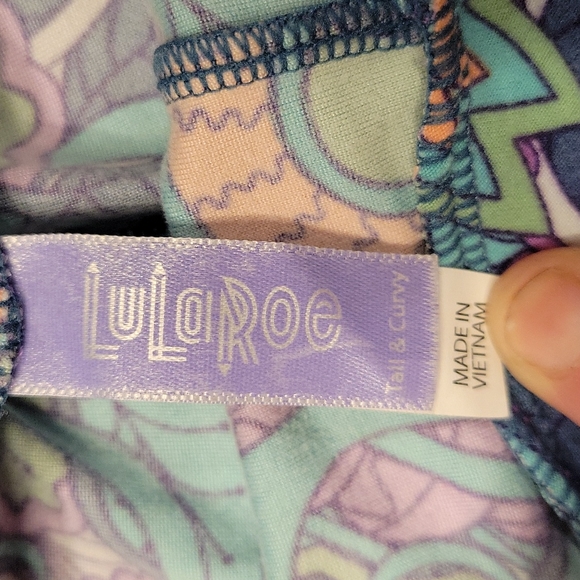 LuLaRoe
Tall & Curvy
MADE IN
VIETNAM